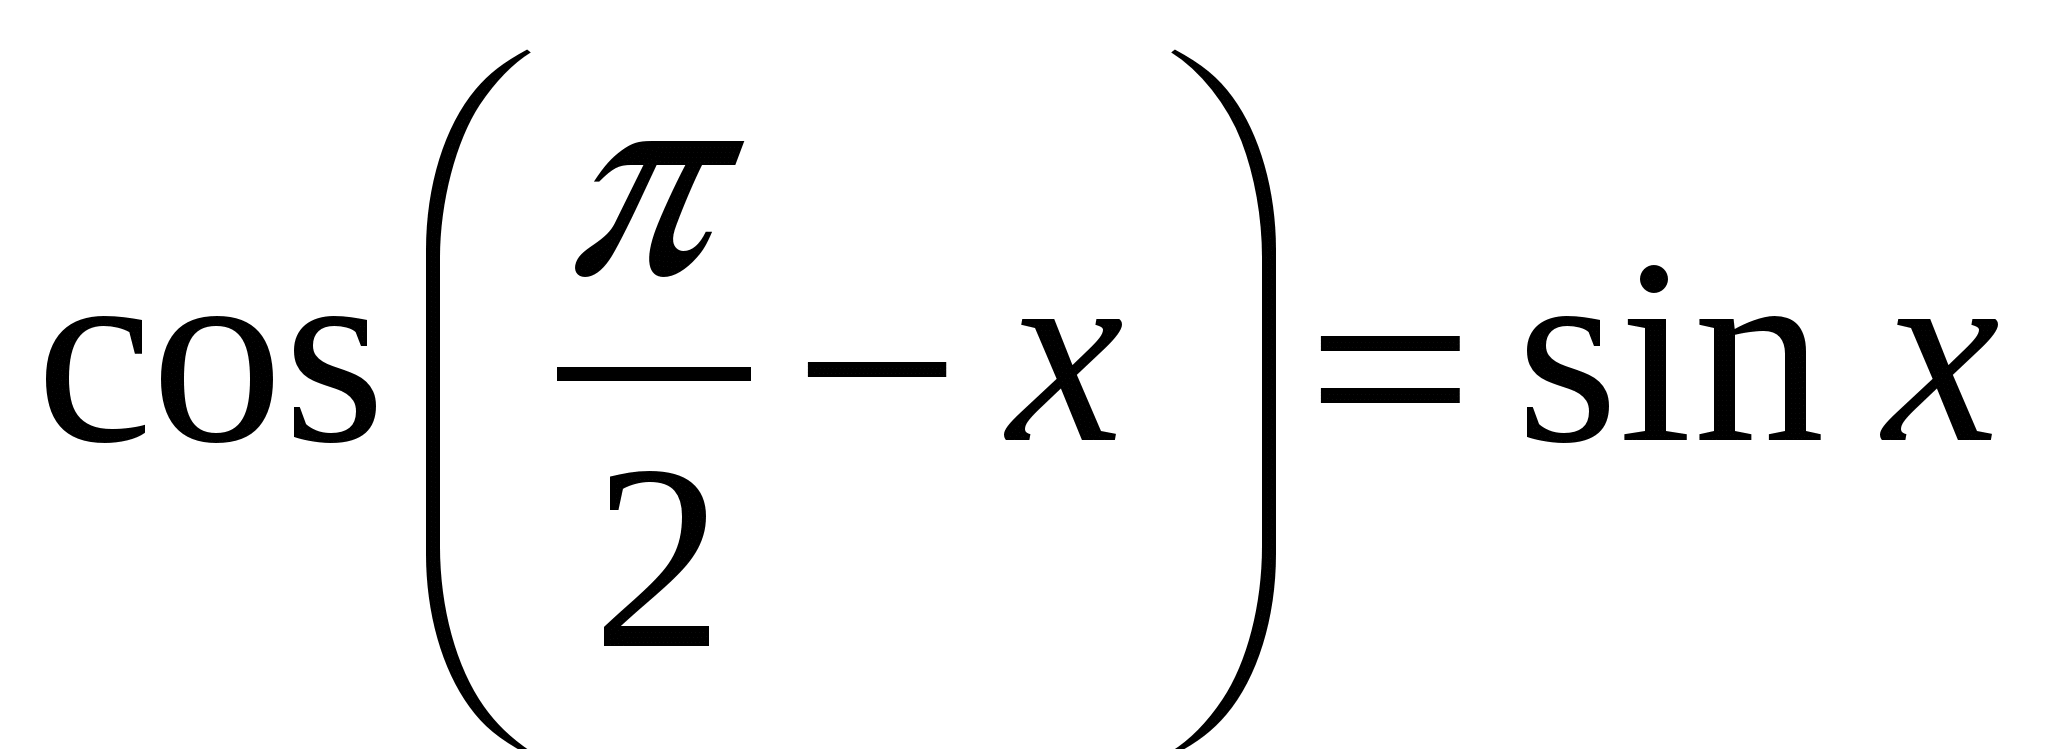 cos(π/2 − x) = sin x